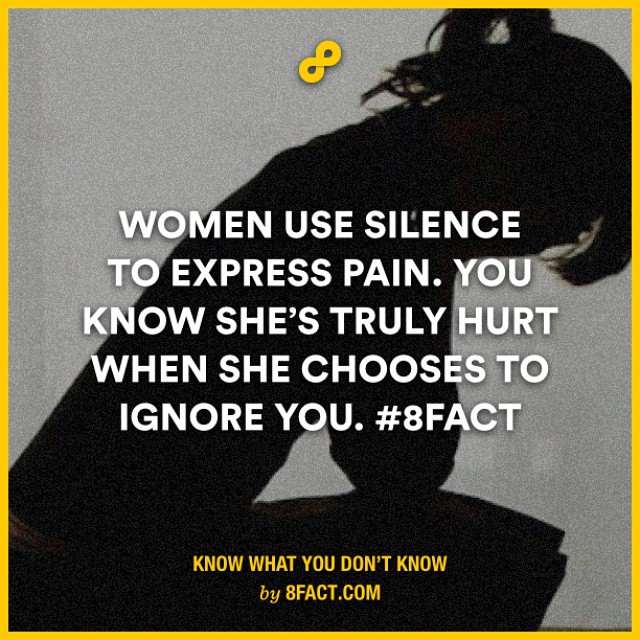 WOMEN USE SILENCE
TO EXPRESS PAIN. YOU
KNOW SHE'S TRULY HURT
WHEN SHE CHOOSES TO
IGNORE YOU. #8FACT
KNOW WHAT YOU DON'T KNOW
by 8FACT.COM